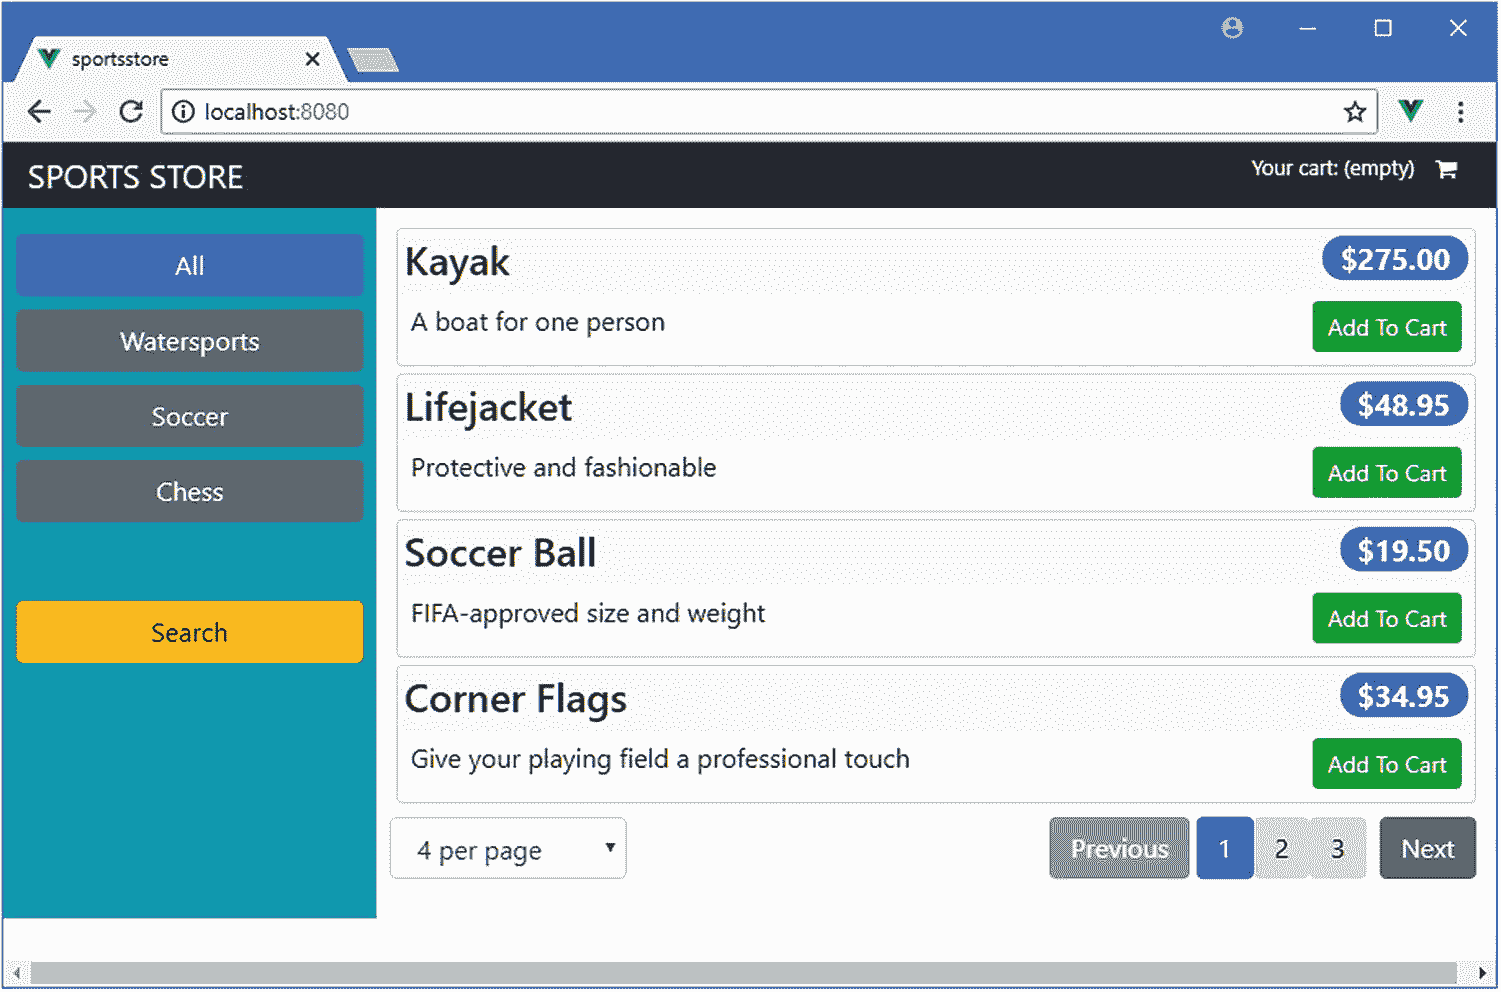 sportsstore
localhost:8080
SPORTS STORE
Your cart: (empty)
All
Watersports
Soccer
Chess
Search
Kayak
$275.00
A boat for one person
Add To Cart
Lifejacket
$48.95
Protective and fashionable
Add To Cart
Soccer Ball
$19.50
FIFA-approved size and weight
Add To Cart
Corner Flags
$34.95
Give your playing field a professional touch
Add To Cart
4 per page
Previous 1 2 3 Next